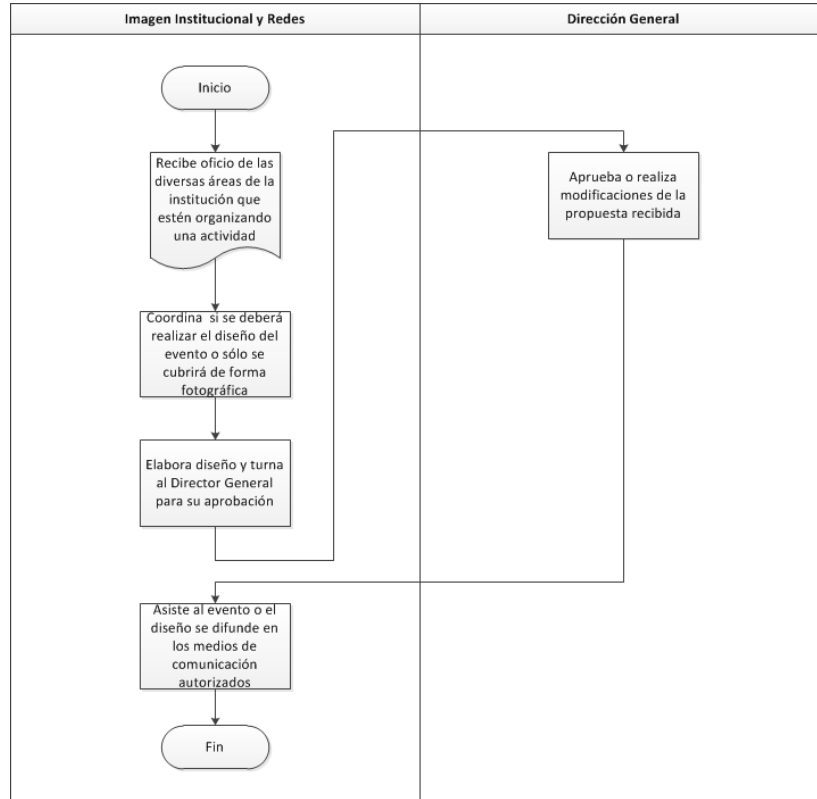 Imagen Institucional y Redes
Dirección General
Inicio
Recibe oficio de las
diversas áreas de la
institución que
estén organizando
una actividad
Coordina si se deberá
realizar el diseño del
evento o sólo se
cubrirá de forma
fotográfica
Elabora diseño y turna
al Director General
para su aprobación
Aprueba o realiza
modificaciones de la
propuesta recibida
Asiste al evento o el
diseño se difunde en
los medios de
comunicación
autorizados
Fin